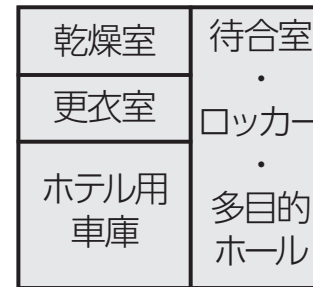 乾燥室
更衣室
ホテル用
車庫
待合室
・
ロッカー
・
多目的
ホール